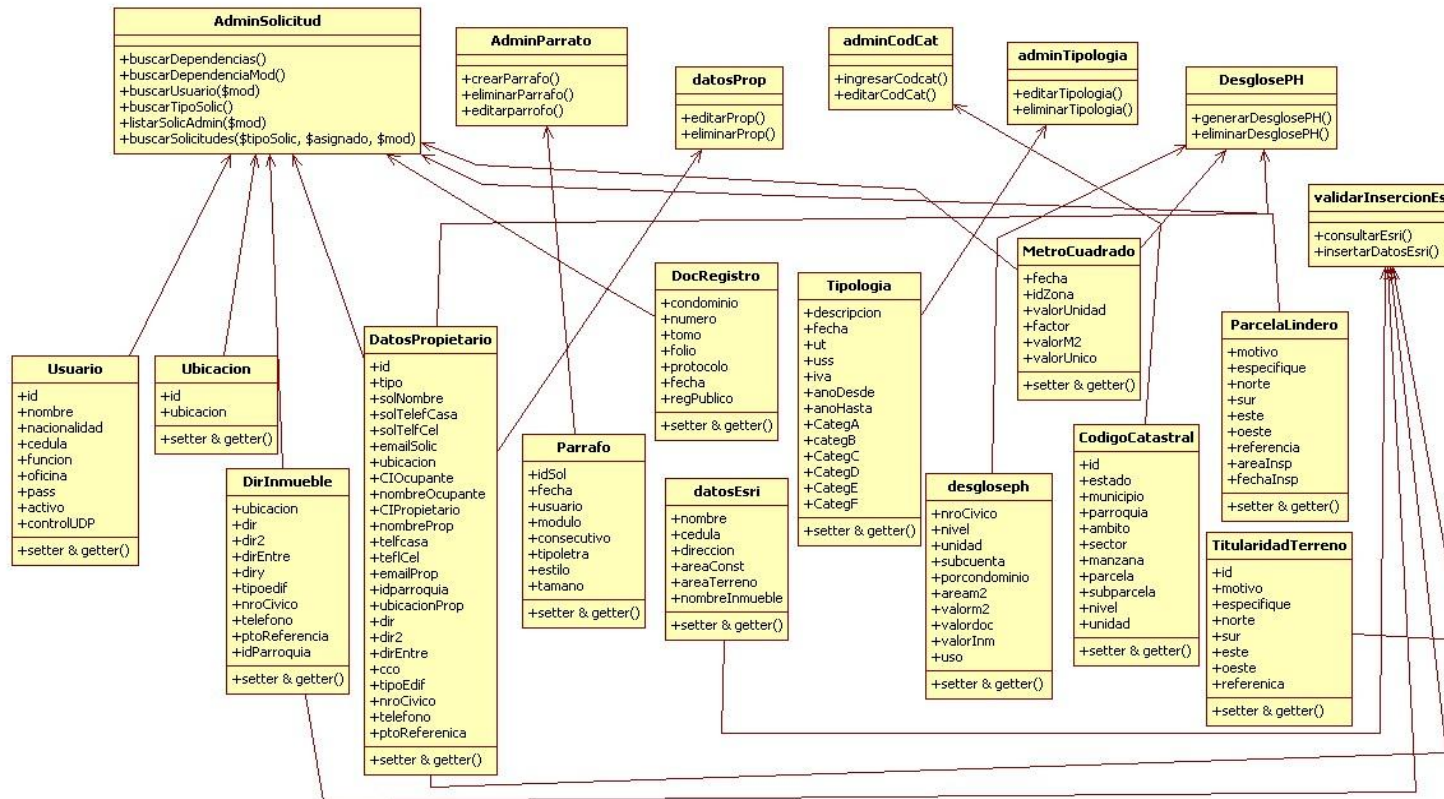 AdminSolicitud
+buscarDependencias()
+buscarDependenciaMod()
+buscarUsuario($mod)
+buscarTipoSolic()
+listarSolicAdmin($mod)
+buscarSolicitudes($tipoSolic, $asignado, $mod)
AdminParrato
+crearParrafo()
+eliminarParrafo()
+editarparrofo()
datosProp
+editarProp()
+eliminarProp()
adminCodCat
+ingresarCodcat()
+editarCodCat()
adminTipologia
+editarTipologia()
+eliminarTipologia()
DesglosePH
+generarDesglosePH()
+eliminarDesglosePH()
validarInsercionEs
+consultarEsri()
+insertarDatosEsri()
Usuario
+id
+nombre
+nacionalidad
+cedula
+funcion
+oficina
+pass
+activo
+controlUDP
+setter & getter()
Ubicacion
+id
+ubicacion
+setter & getter()
DirInmueble
+ubicacion
+dir
+dir2
+dirEntre
+diry
+tipoedif
+nroCivico
+telefono
+ptoReferencia
+idParroquia
+setter & getter()
DatosPropietario
+id
+tipo
+solNombre
+solTelefCasa
+solTelfCel
+emailSolic
+ubicacion
+CIOcupante
+nombreOcupante
+CIPropietario
+nombreProp
+telfcasa
+teflCel
+emailProp
+idparroquia
+ubicacionProp
+dir
+dir2
+dirEntre
+cco
+tipoEdif
+nroCivico
+telefono
+ptoReferenica
+setter & getter()
Parrafo
+idSol
+fecha
+usuario
+modulo
+consecutivo
+tipoletra
+estilo
+tamano
+setter & getter()
DocRegistro
+condominio
+numero
+tomo
+folio
+protocolo
+fecha
+regPublico
+setter & getter()
datosEsri
+nombre
+cedula
+direccion
+areaConst
+areaTerreno
+nombreInmueble
+setter & getter()
Tipologia
+descripcion
+fecha
+ut
+uss
+iva
+anoDesde
+anoHasta
+CategA
+categB
+CategC
+CategD
+CategE
+CategF
+setter & getter()
desgloseph
+nroCivico
+nivel
+unidad
+subcuenta
+porcondominio
+aream2
+valorm2
+valordoc
+valorInm
+uso
+setter & getter()
MetroCuadrado
+fecha
+idZona
+valorUnidad
+factor
+valorM2
+valorUnico
+setter & getter()
CodigoCatastral
+id
+estado
+municipio
+parroquia
+ambito
+sector
+manzana
+parcela
+subparcela
+nivel
+unidad
+setter & getter()
ParcelaLindero
+motivo
+especifique
+norte
+sur
+este
+oeste
+referencia
+areaInsp
+fechaInsp
+setter & getter()
TitularidadTerreno
+id
+motivo
+especifique
+norte
+sur
+este
+oeste
+referenica
+setter & getter()